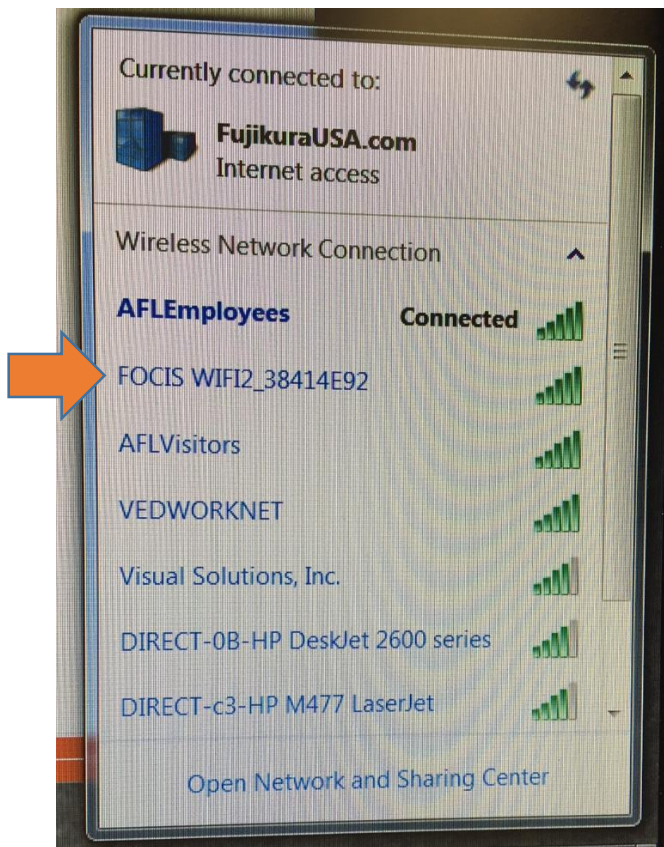 Currently connected to:
FujikuraUSA.com
Internet access
Wireless Network Connection
AFLEmployees Connected
FOCIS WIFI2_38414E92
AFLVisitors
VEDWORKNET
Visual Solutions, Inc.
DIRECT-0B-HP DeskJet 2600 series
DIRECT-c3-HP M477 LaserJet
Open Network and Sharing Center